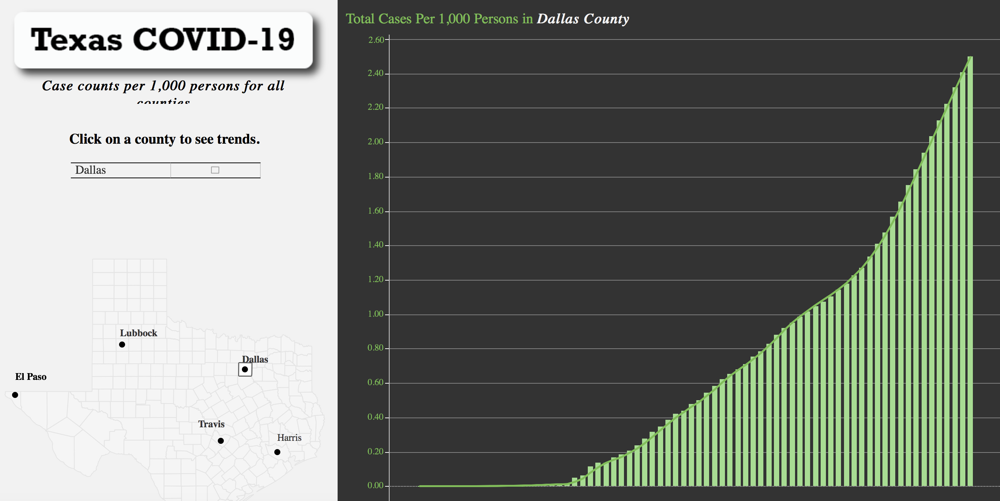 Texas COVID-19
Case counts per 1,000 persons for all
counties
Click on a county to see trends.
Dallas
Lubbock
Dallas
El Paso
Travis
Harris
Total Cases Per 1,000 Persons in Dallas County
2.60
2.40
2.20
2.00
1.80
1.60
1.40
1.20
1.00
0.80
0.60
0.40
0.20
0.00